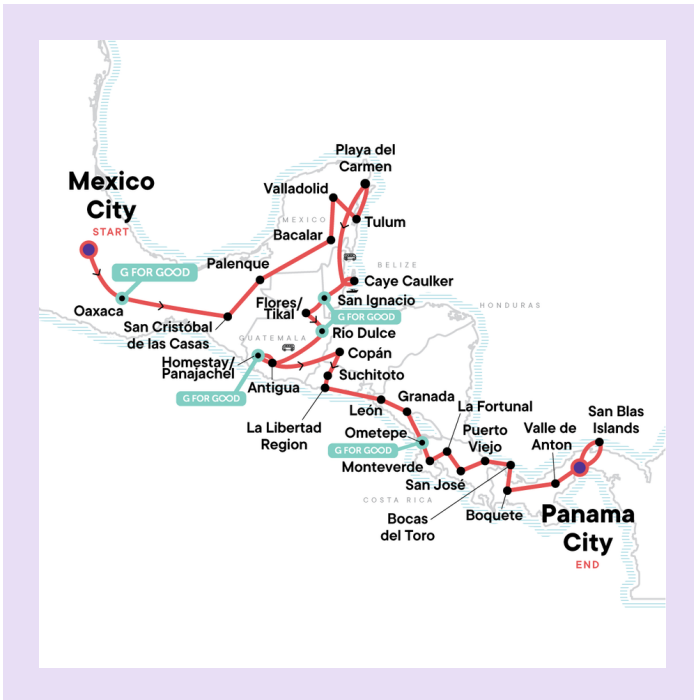 Playa del
Carmen
Mexico
City
START
Valladolid
MEXICO
Tulum
Bacalar
G FOR GOOD
Palenque
BELIZE
Caye Caulker
Oaxaca
Flores/
Tikal
San Ignacio
G FOR GOOD
HONDURAS
San Cristóbal
de las Casas
GUATEMALA
Río Dulce
Homestay/
Panajachel
Copán
Antigua
Suchitoto
G FOR GOOD
La Libertad
Region
León
Granada
La Fortunal
Ometepe
G FOR GOOD
Puerto
Viejo
Valle de
Anton
San Blas
Islands
Monteverde
San José
COSTA RICA
Bocas
del Toro
Boquete
Panama
City
END